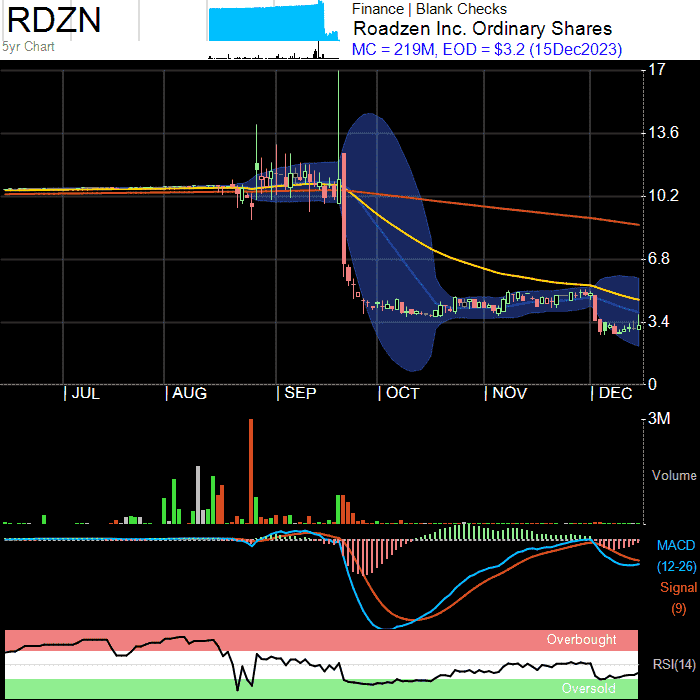 RDZN
5yr Chart
Finance | Blank Checks
Roadzen Inc. Ordinary Shares
MC = 219M, EOD = $3.2 (15Dec2023)
17
13.6
10.2
6.8
3.4
0
JUL
AUG
SEP
OCT
NOV
DEC
3M
Volume
MACD
(12-26)
Signal
(9)
Overbought
RSI(14)
Oversold